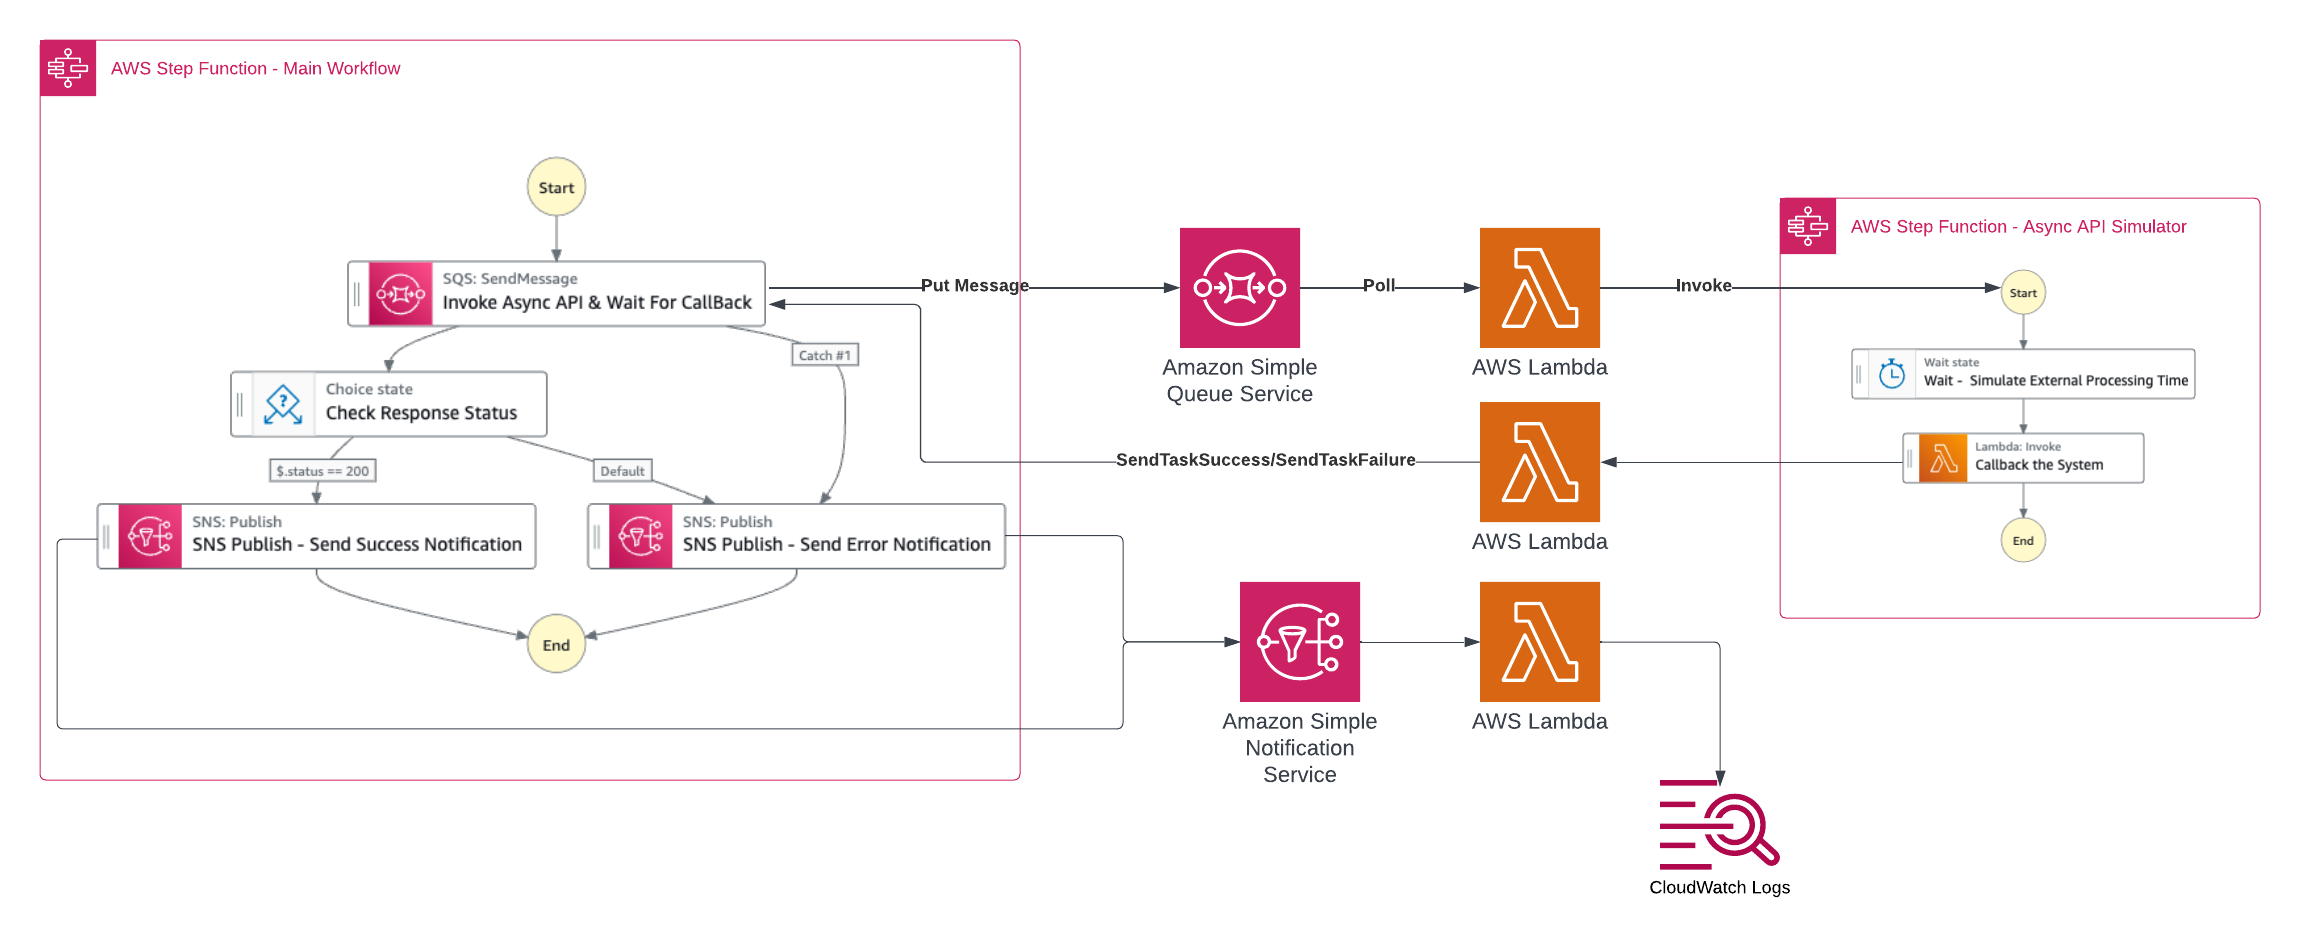 AWS Step Function - Main Workflow
Start
SQS: SendMessage
Invoke Async API & Wait For CallBack
Catch #1
Choice state
Check Response Status
$.status == 200
Default
SNS: Publish
SNS Publish - Send Success Notification
SNS: Publish
SNS Publish - Send Error Notification
End
Put Message
Amazon Simple
Queue Service
Poll
AWS Lambda
Invoke
AWS Step Function - Async API Simulator
Start
Wait state
Wait - Simulate External Processing Time
Lambda: Invoke
Callback the System
End
SendTaskSuccess/SendTaskFailure
AWS Lambda
Amazon Simple
Notification
Service
AWS Lambda
CloudWatch Logs